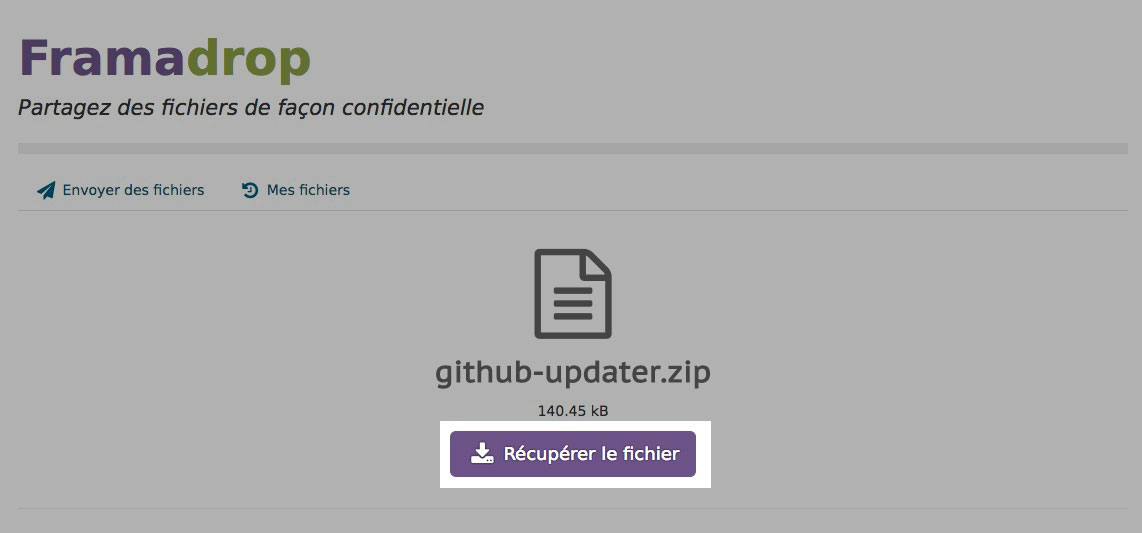 Framadrop
Partagez des fichiers de façon confidentielle
Envoyer des fichiers
Mes fichiers
github-updater.zip
140.45 kB
Récupérer le fichier